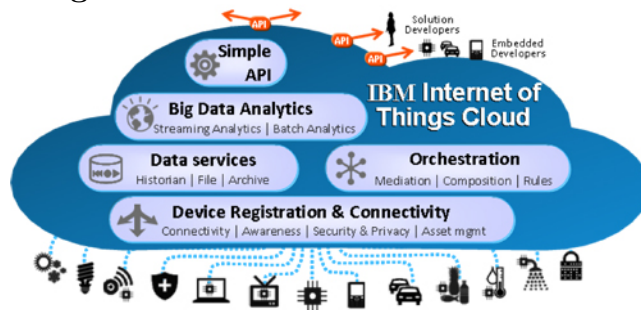 API
Solution
Developers
API
API
Embedded
Developers
Simple
API
IBM Internet of
Things Cloud
Big Data Analytics
Streaming Analytics | Batch Analytics
Data services
Historian | File | Archive
Orchestration
Mediation | Composition | Rules
Device Registration & Connectivity
Connectivity | Awareness | Security & Privacy | Asset mgmt